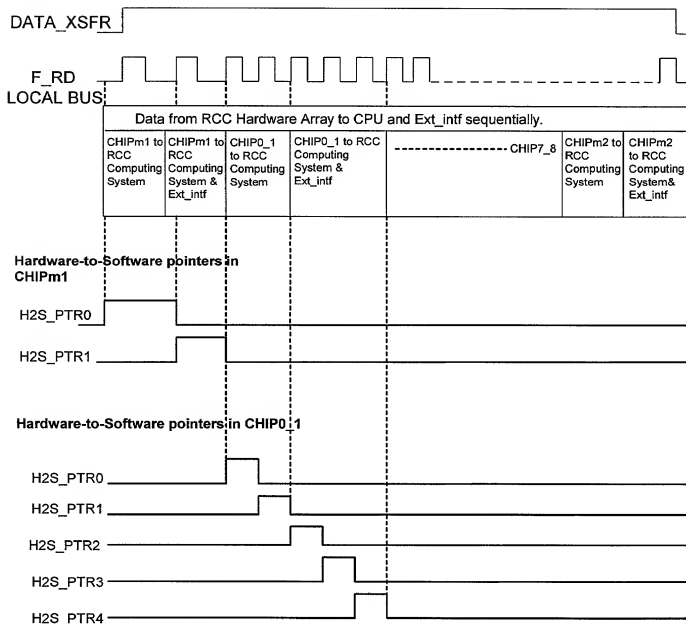 DATA_XSFR
F_RD
LOCAL BUS
Data from RCC Hardware Array to CPU and Ext_intf sequentially.
CHIPm1 to
RCC
Computing
System
CHIPm1 to
RCC
Computing
System &
Ext_intf
CHIP0_1
to RCC
Computing
System
CHIP0_1 to RCC
Computing
System &
Ext_intf
CHIP7_8
CHIPm2 to
RCC
Computing
System
CHIPm2
to RCC
Computing
System&
Ext_intf
Hardware-to-Software pointers in
CHIPm1
H2S_PTR0
H2S_PTR1
Hardware-to-Software pointers in CHIP0_1
H2S_PTR0
H2S_PTR1
H2S_PTR2
H2S_PTR3
H2S_PTR4